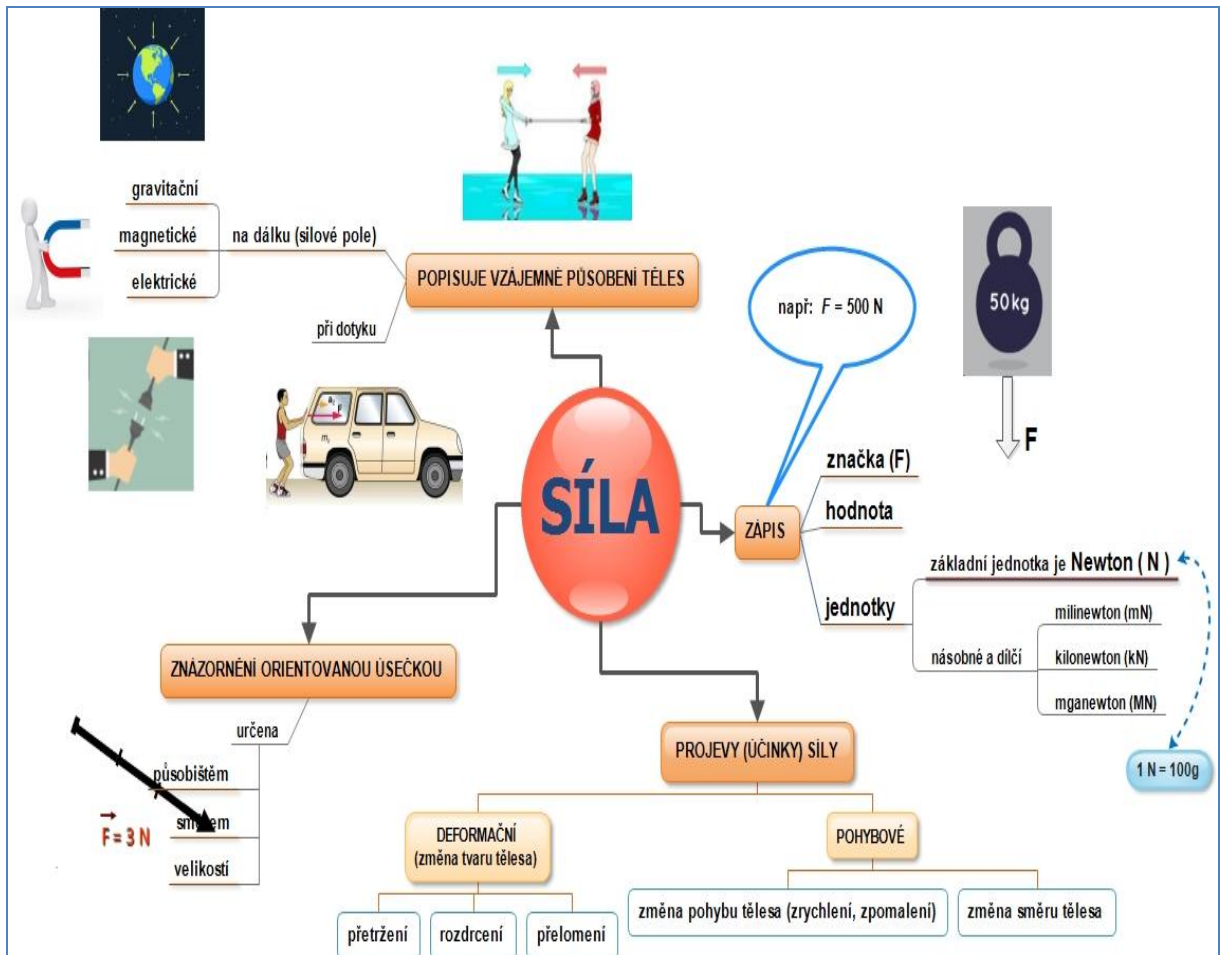 SÍLA
POPISUJE VZÁJEMNÉ PŮSOBENÍ TĚLES
na dálku (silové pole)
gravitační
magnetické
elektrické
při dotyku
např: F = 500 N
50 kg
F
ZÁPIS
značka (F)
hodnota
jednotky
základní jednotka je Newton ( N )
násobné a dílčí
milinewton (mN)
kilonewton (kN)
mganewton (MN)
1 N = 100g
ZNÁZORNĚNÍ ORIENTOVANOU ÚSEČKOU
určena
působištěm
směrem
velikostí
F = 3 N
PROJEVY (ÚČINKY) SÍLY
DEFORMAČNÍ
(změna tvaru tělesa)
přetržení
rozdrcení
přelomení
POHYBOVÉ
změna pohybu tělesa (zrychlení, zpomalení)
změna směru tělesa